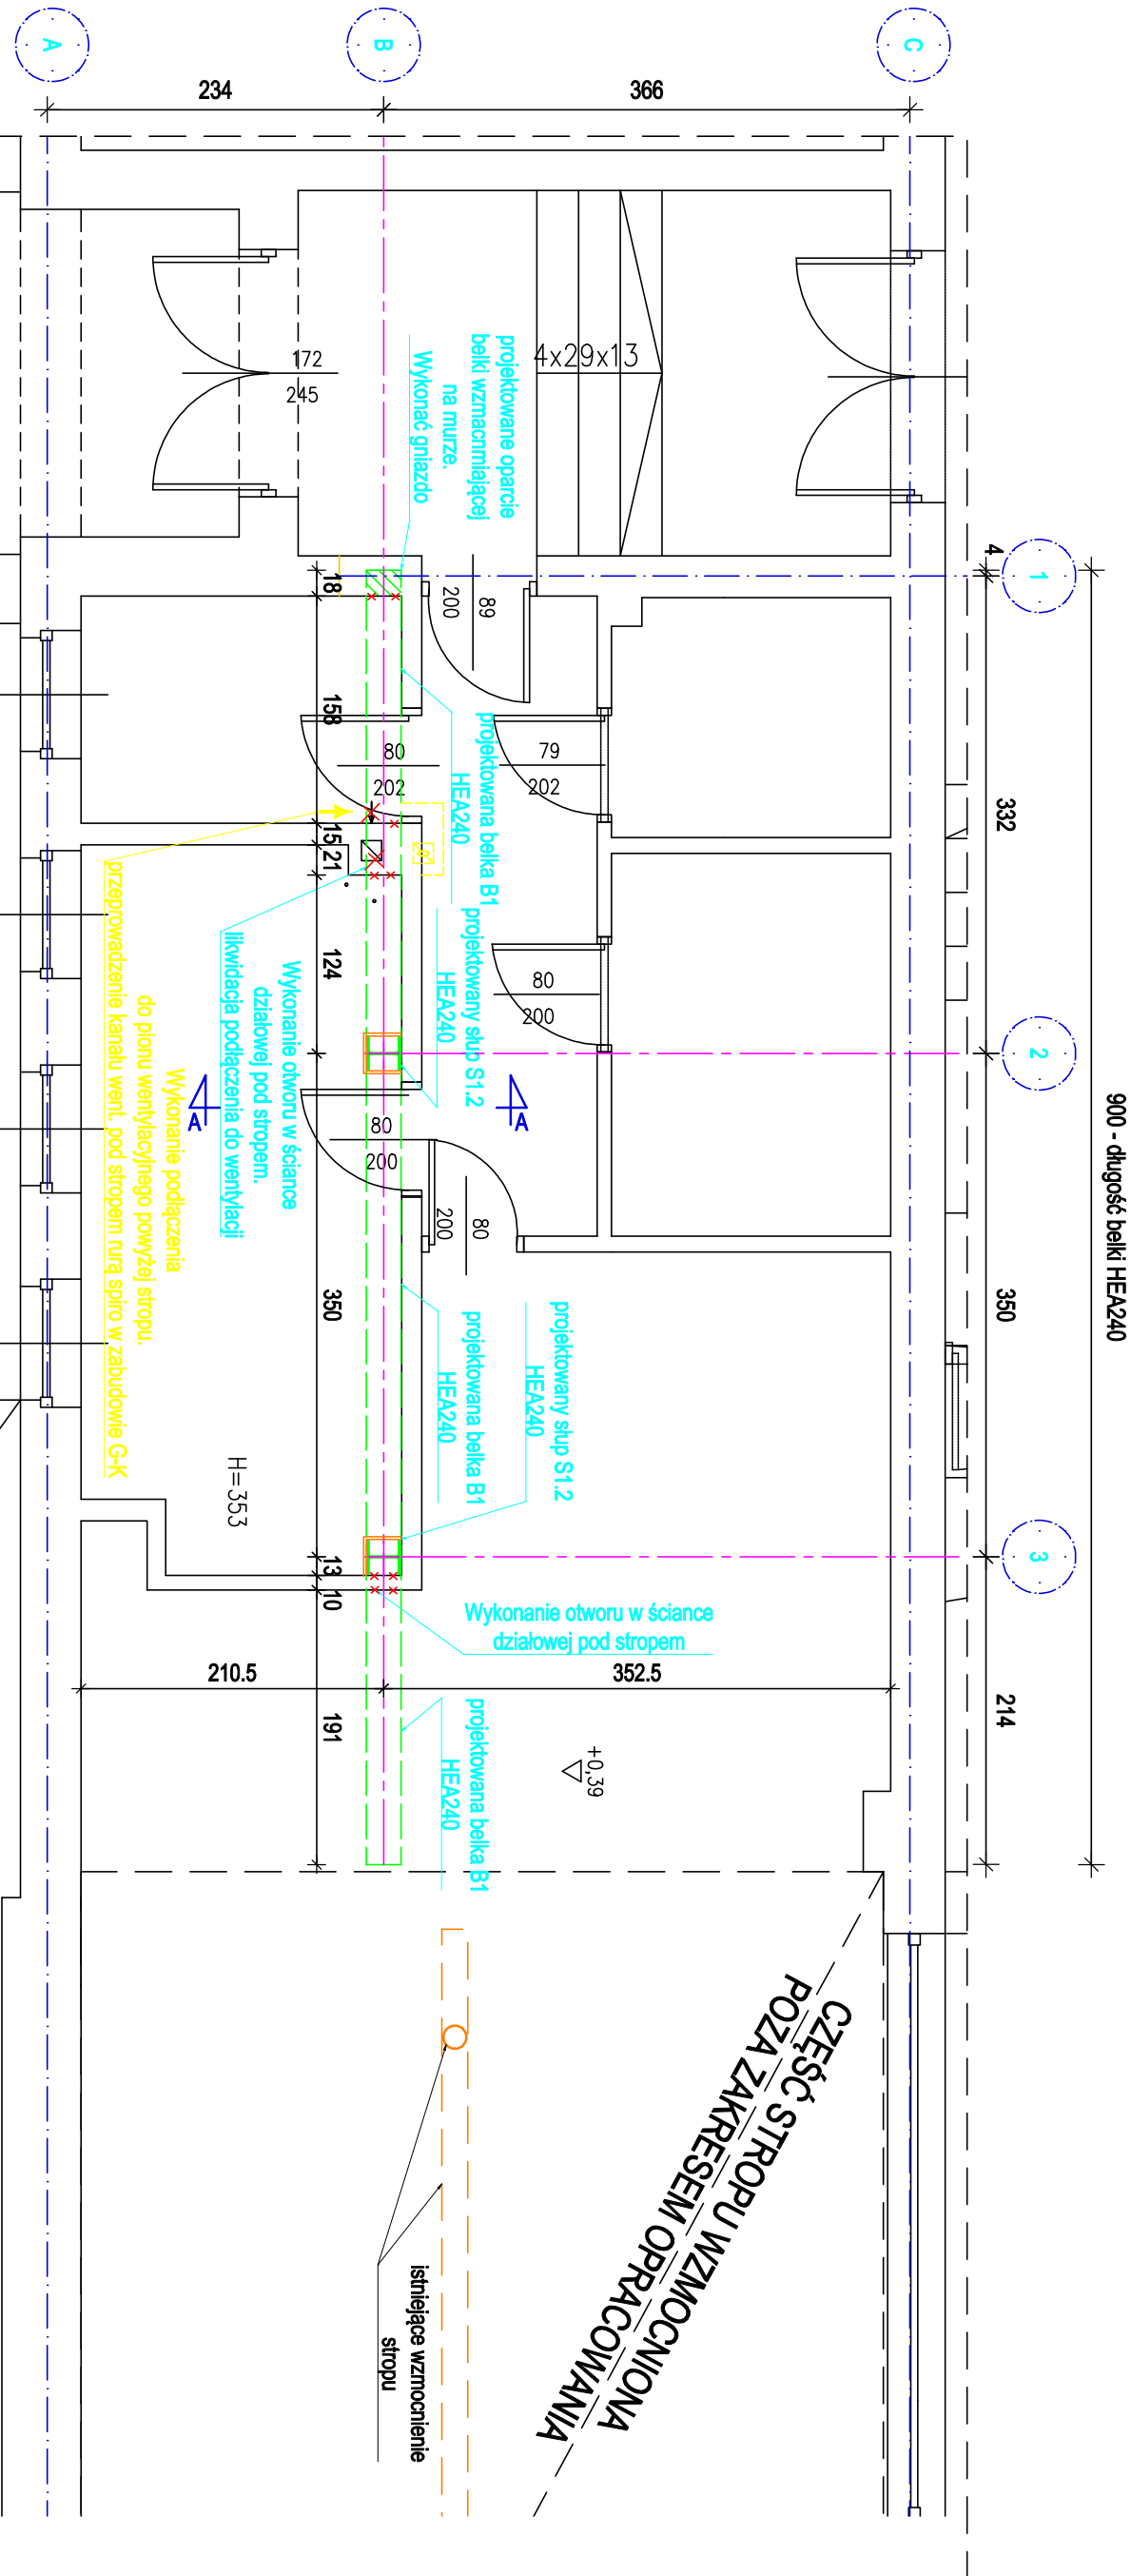 A
B
C
234
366
172
245
4x29x13
projektowane oparcie
belki wzmacnmiającej
na murze.
Wykonać gniazdo
1
2
3
4
332
350
214
900 - długość belki HEA240
89
200
79
202
80
202
80
200
80
200
80
200
18
158
15
21
124
350
13
10
191
projektowana belka B1
HEA240
projektowany słup S1.2
HEA240
A
A
Wykonanie otworu w ściance
działowej pod stropem.
likwidacja podłączenia do wentylacji
Wykonanie podłączenia
do pionu wentylacyjnego powyżej stropu.
przeprowadzenie kanału went. pod stropem rurą spiro w zabudowie G-K
projektowany słup S1.2
HEA240
projektowana belka B1
HEA240
H=353
Wykonanie otworu w ściance
działowej pod stropem
210.5
352.5
projektowana belka B1
HEA240
+0,39
CZĘŚĆ STROPU WZMOCNIONA
POZA ZAKRESEM OPRACOWANIA
istniejące wzmocnienie
stropu